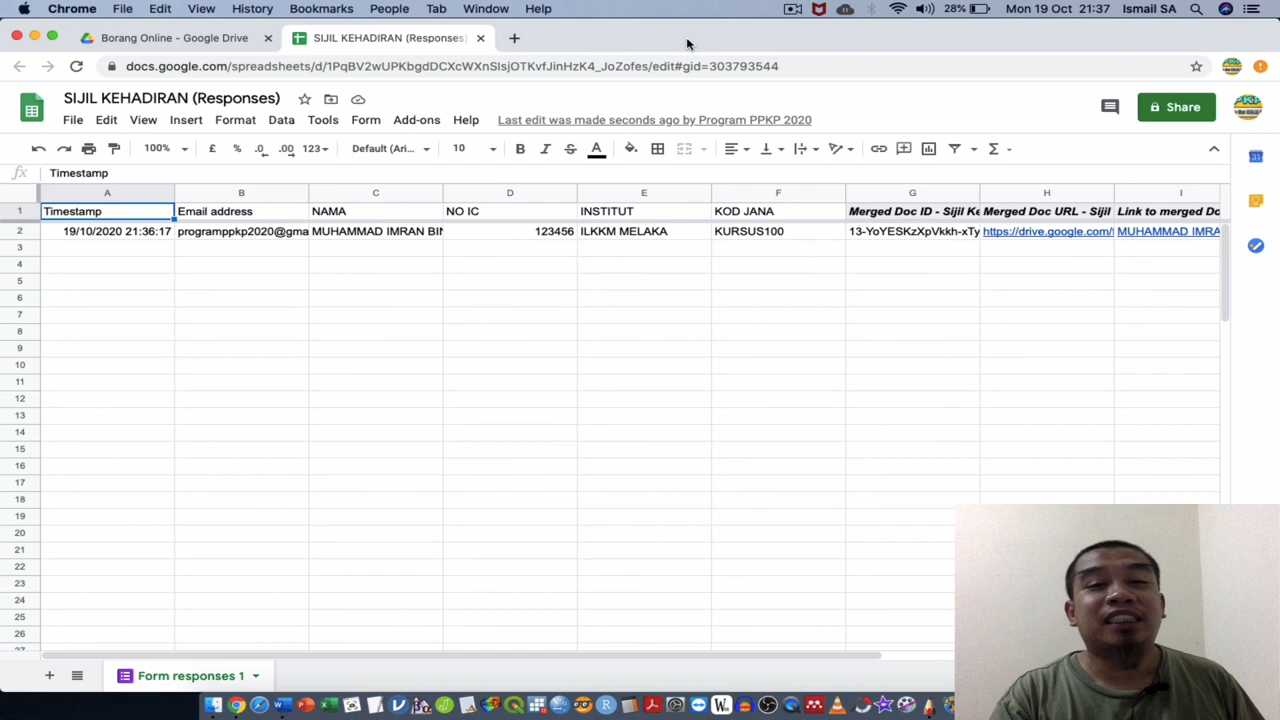 Chrome File Edit View History Bookmarks People Tab Window Help 28% Mon 19 Oct 21:37 Ismail SA
Borang Online - Google Drive SIJIL KEHADIRAN (Responses)
docs.google.com/spreadsheets/d/1PqBV2wUPKbgdDCXcWXnSIsjOTKvfJinHzK4_JoZofes/edit#gid=303793544
SIJIL KEHADIRAN (Responses)
Share
File Edit View Insert Format Data Tools Form Add-ons Help Last edit was made seconds ago by Program PPKP 2020
100% £ % .0 .00 123 Default (Ari... 10 B I S A
fx Timestamp
A B C D E F G H I
1 Timestamp Email address NAMA NO IC INSTITUT KOD JANA Merged Doc ID - Sijil Ke Merged Doc URL - Sijil Link to merged Do
2 19/10/2020 21:36:17 programppkp2020@gma MUHAMMAD IMRAN BIN 123456 ILKKM MELAKA KURSUS100 13-YoYESKzXpVkkh-xTy https://drive.google.com/ MUHAMMAD IMRA
3
4
5
6
7
8
9
10
11
12
13
14
15
16
17
18
19
20
21
22
23
24
25
26
27
Form responses 1